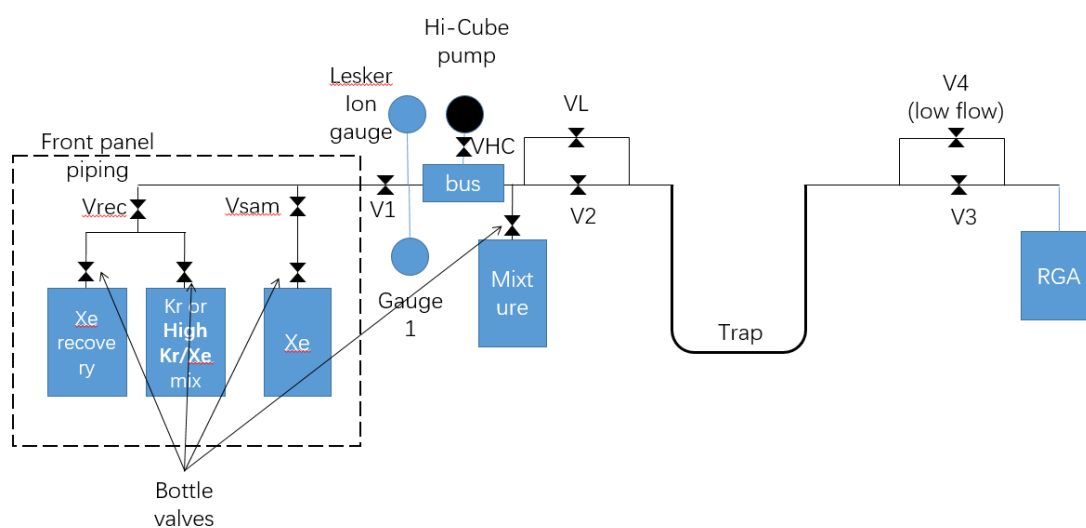 Hi-Cube
pump
Lesker
Ion
gauge
VL
V4
(low flow)
Front panel
piping
VHC
bus
Vrec
Vsam
V1
V2
V3
Mixt
ure
RGA
Gauge
1
Trap
Xe
recove
ry
Kr or
High
Kr/Xe
mix
Xe
Bottle
valves